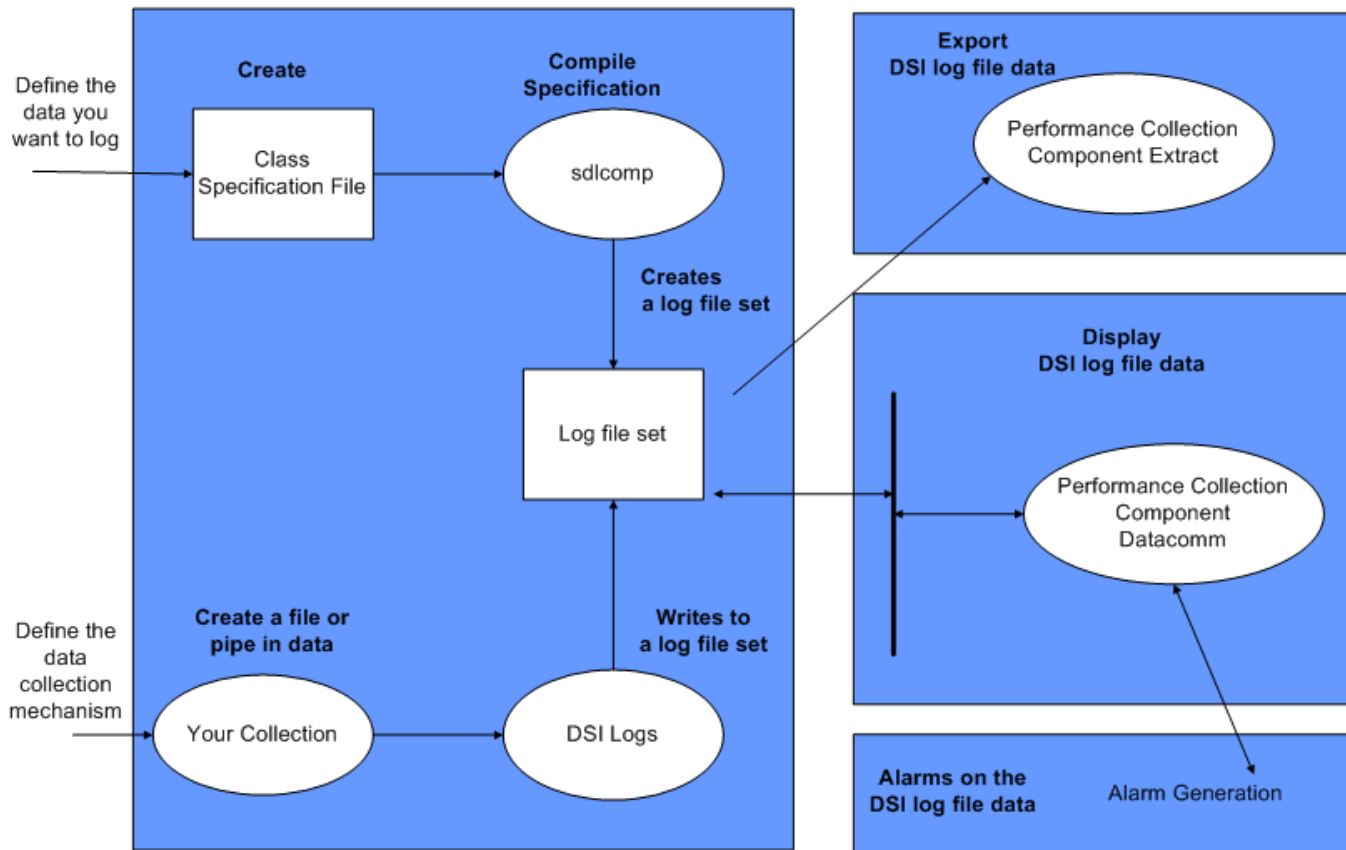 Define the
data you
want to log
Create
Class
Specification File
Compile
Specification
sdlcomp
Creates
a log file set
Log file set
Define the
data
collection
mechanism
Create a file or
pipe in data
Your Collection
Writes to
a log file set
DSI Logs
Export
DSI log file data
Performance Collection
Component Extract
Display
DSI log file data
Performance Collection
Component
Datacomm
Alarms on the
DSI log file data
Alarm Generation